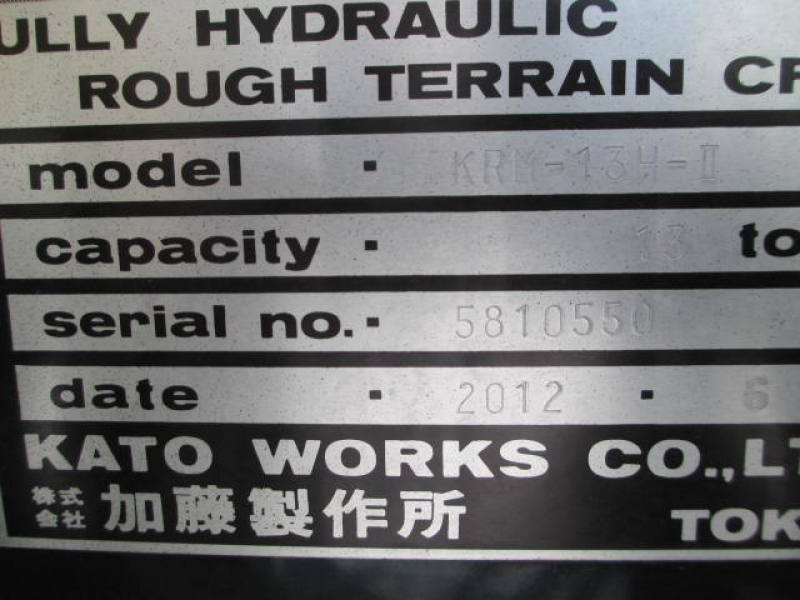 ULLY HYDRAULIC
ROUGH TERRAIN CR
model · KRM-13H-II
capacity · 13 to
serial no. · 5810550
date · 2012 · 6
KATO WORKS CO.,LT
株式会社 加藤製作所 TOK